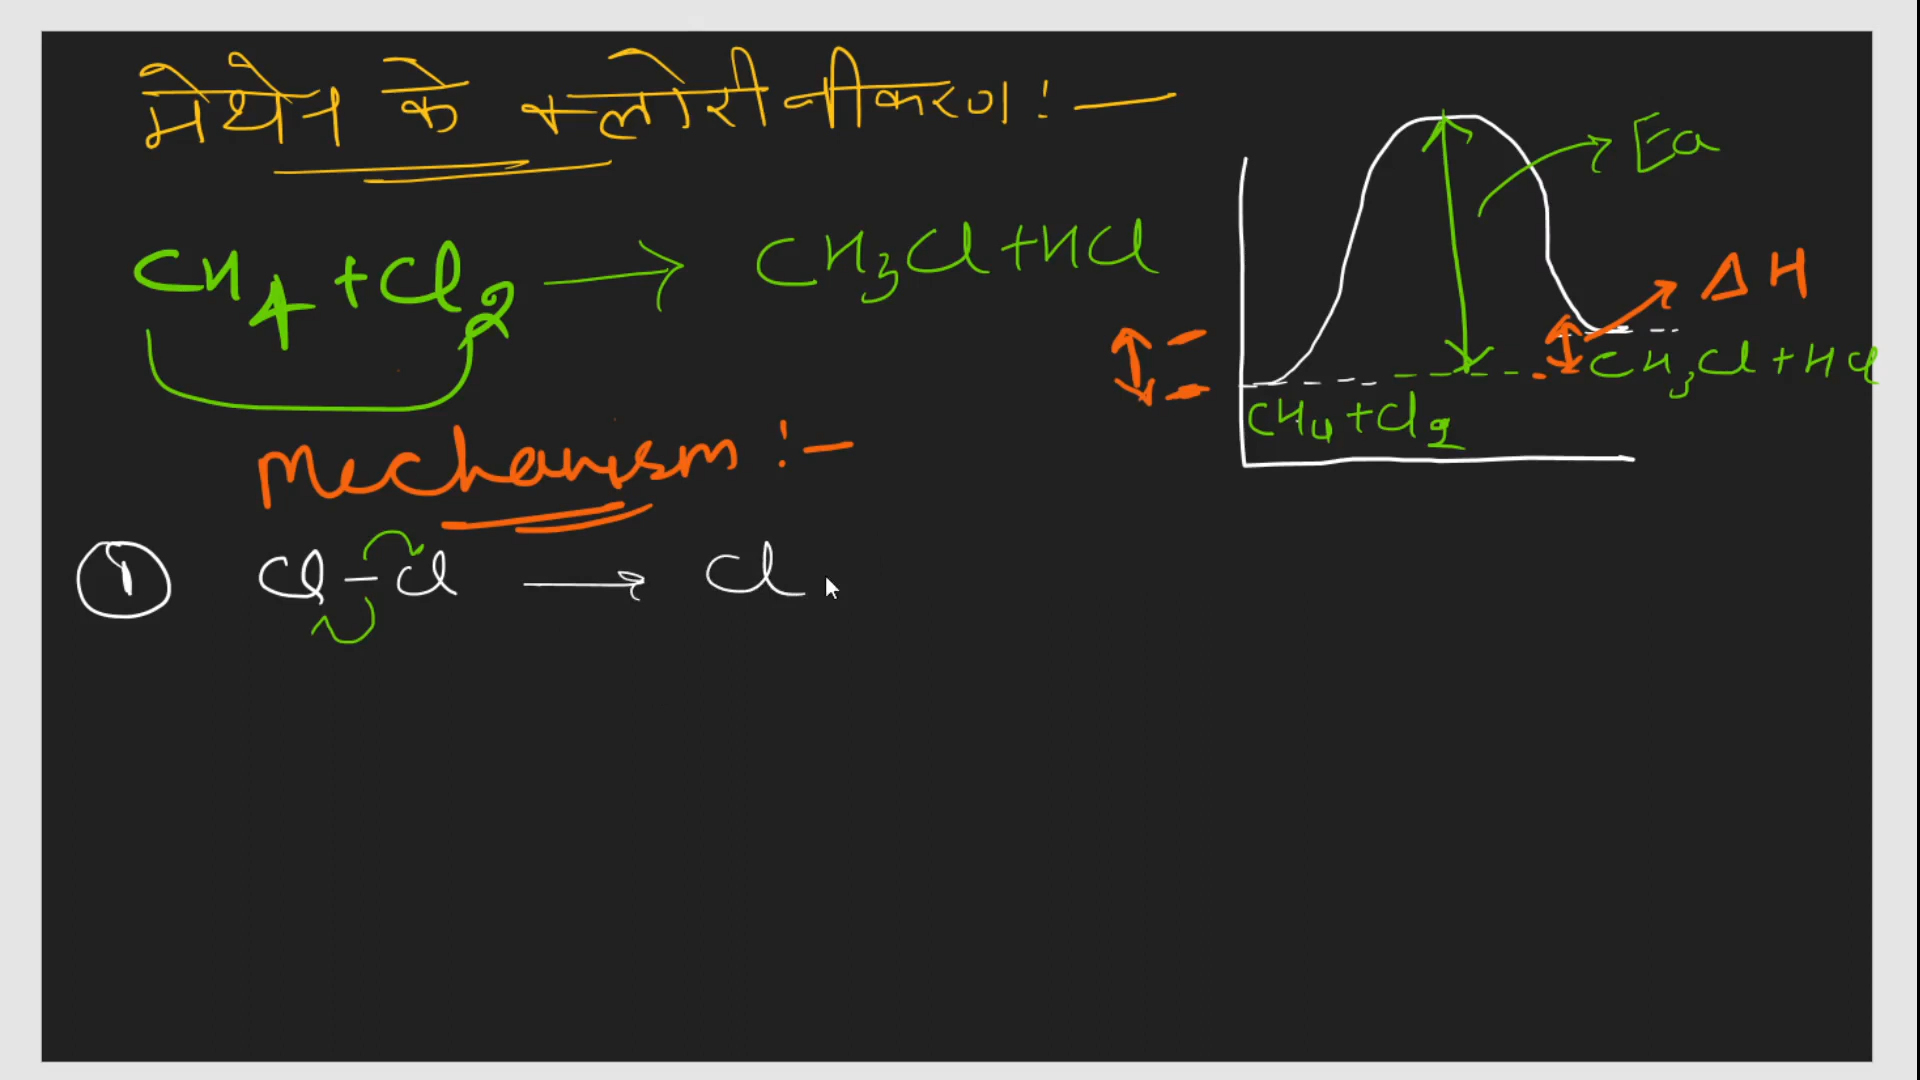 मेथेन के क्लोरीनीकरण :-
CH4 + Cl2 → CH3Cl + HCl
Ea
ΔH
CH3Cl + HCl
CH4 + Cl2
Mechanism :-
① Cl-Cl → Cl